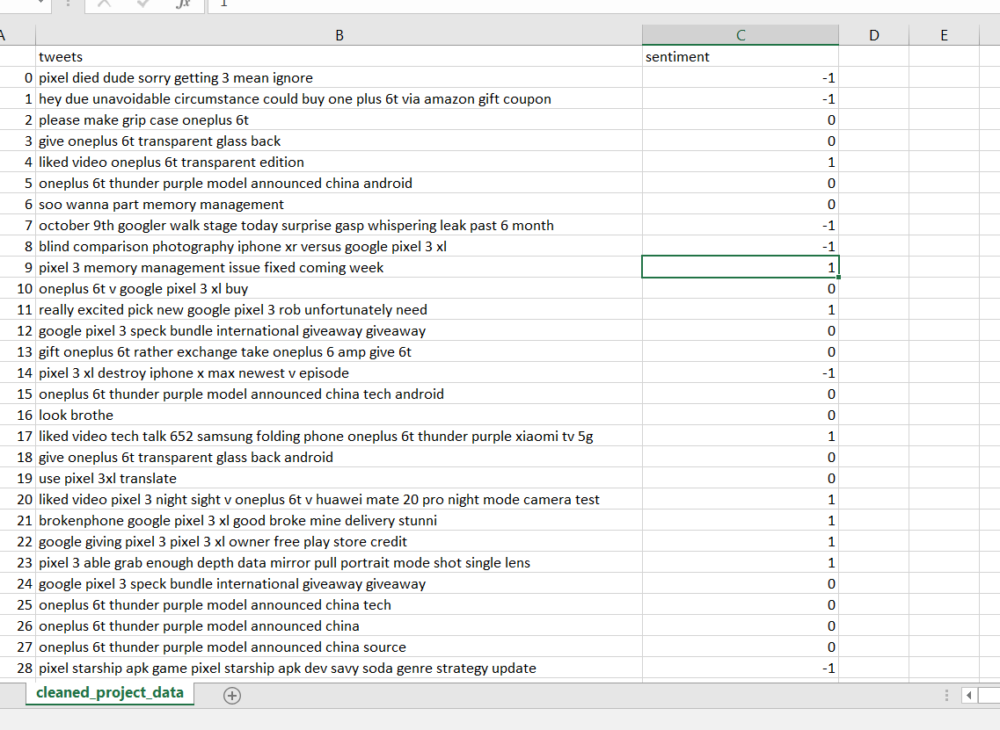 fx 1
A B C D E
tweets sentiment
0 pixel died dude sorry getting 3 mean ignore -1
1 hey due unavoidable circumstance could buy one plus 6t via amazon gift coupon -1
2 please make grip case oneplus 6t 0
3 give oneplus 6t transparent glass back 0
4 liked video oneplus 6t transparent edition 1
5 oneplus 6t thunder purple model announced china android 0
6 soo wanna part memory management 0
7 october 9th googler walk stage today surprise gasp whispering leak past 6 month -1
8 blind comparison photography iphone xr versus google pixel 3 xl -1
9 pixel 3 memory management issue fixed coming week 1
10 oneplus 6t v google pixel 3 xl buy 0
11 really excited pick new google pixel 3 rob unfortunately need 1
12 google pixel 3 speck bundle international giveaway giveaway 0
13 gift oneplus 6t rather exchange take oneplus 6 amp give 6t 0
14 pixel 3 xl destroy iphone x max newest v episode -1
15 oneplus 6t thunder purple model announced china tech android 0
16 look brothe 0
17 liked video tech talk 652 samsung folding phone oneplus 6t thunder purple xiaomi tv 5g 1
18 give oneplus 6t transparent glass back android 0
19 use pixel 3xl translate 0
20 liked video pixel 3 night sight v oneplus 6t v huawei mate 20 pro night mode camera test 1
21 brokenphone google pixel 3 xl good broke mine delivery stunni 1
22 google giving pixel 3 pixel 3 xl owner free play store credit 1
23 pixel 3 able grab enough depth data mirror pull portrait mode shot single lens 1
24 google pixel 3 speck bundle international giveaway giveaway 0
25 oneplus 6t thunder purple model announced china tech 0
26 oneplus 6t thunder purple model announced china 0
27 oneplus 6t thunder purple model announced china source 0
28 pixel starship apk game pixel starship apk dev savy soda genre strategy update -1
cleaned_project_data